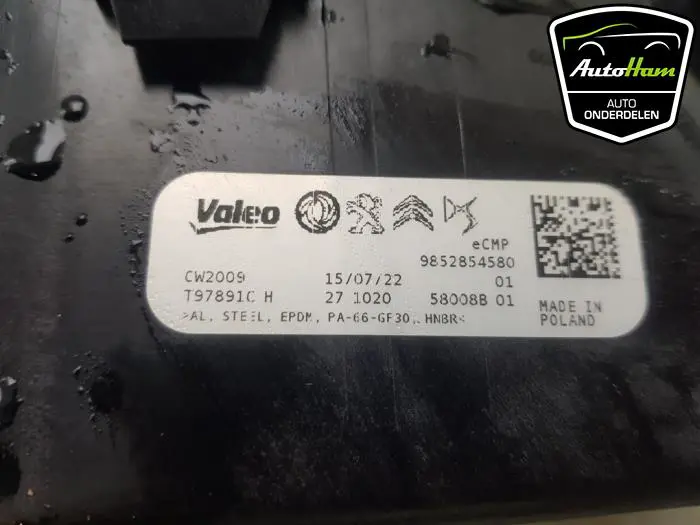 AutoHam
AUTO
ONDERDELEN
Valeo
eCMP
9852854580
CW2009 15/07/22 01
T97891C H 27 1020 58008B 01
>AL, STEEL, EPDM, PA-66-GF30,, HNBR<
MADE IN
POLAND